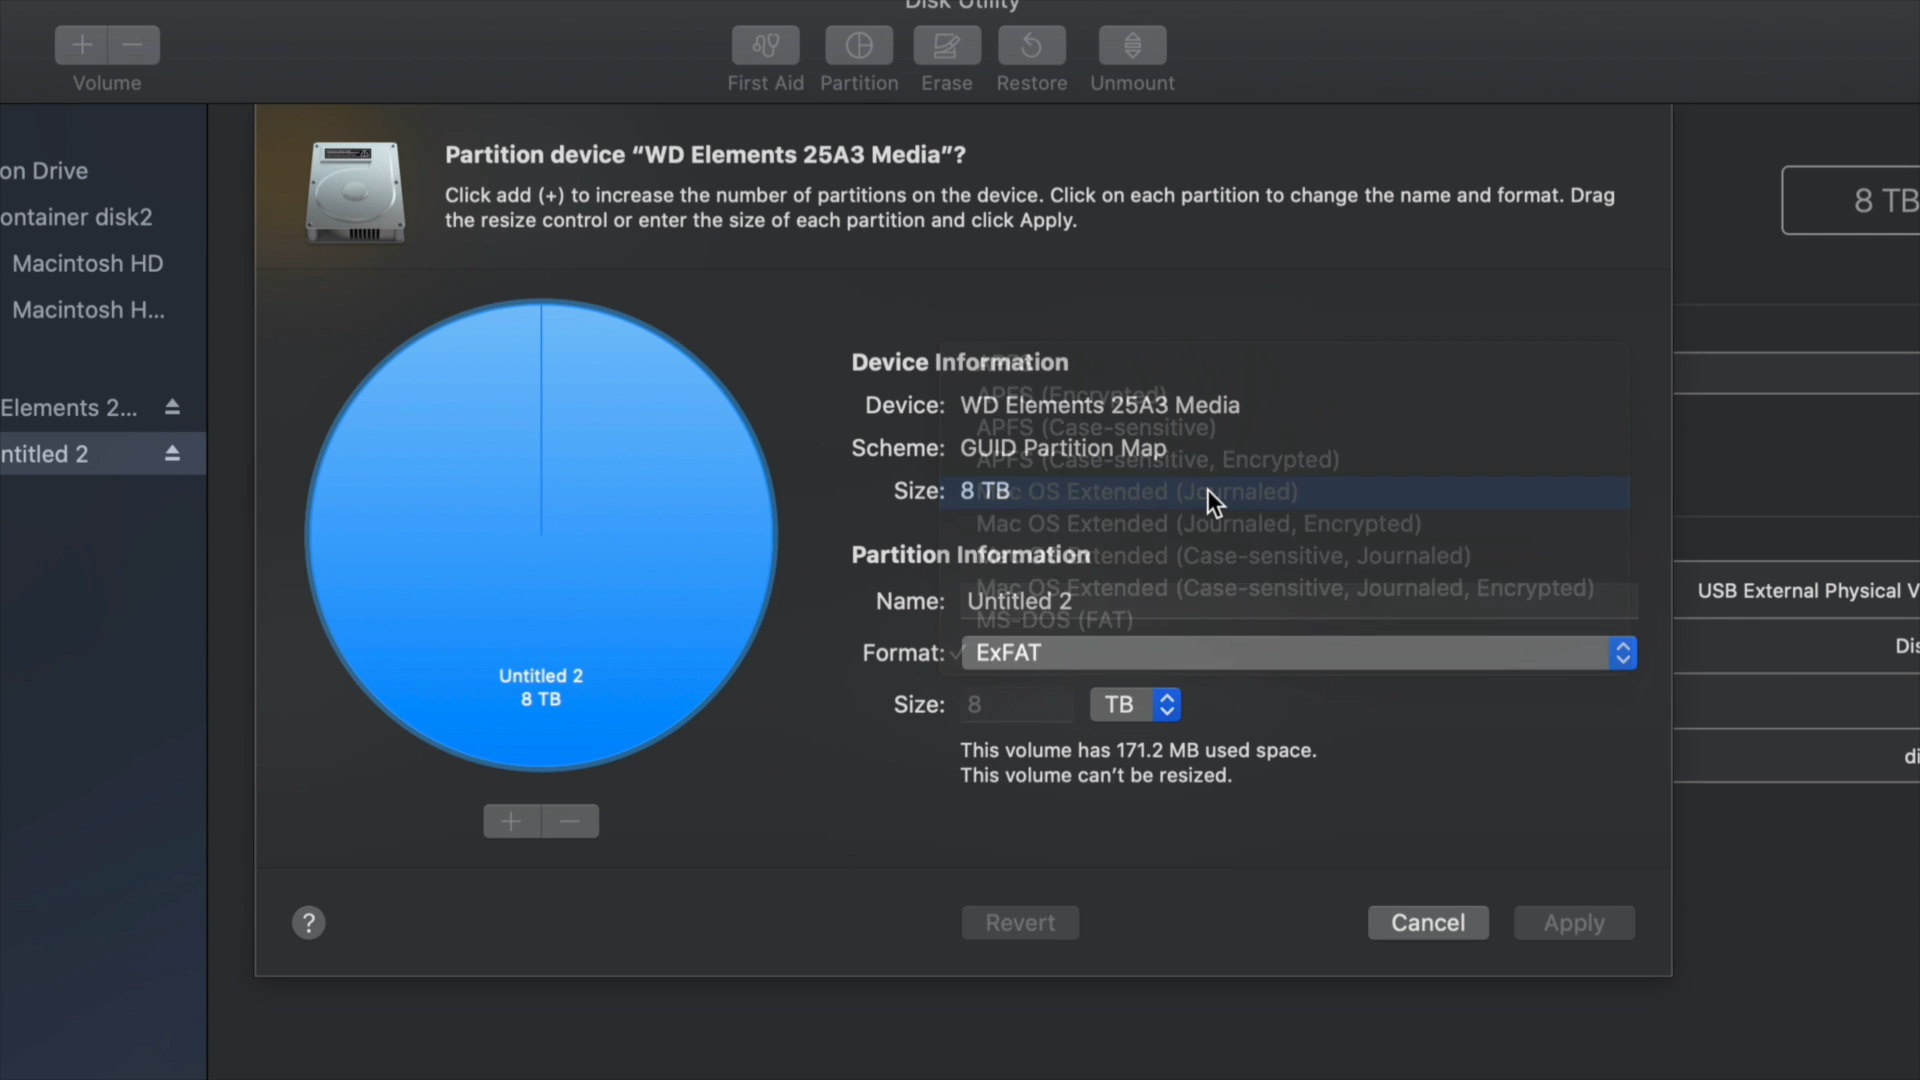 Disk Utility
Volume
First Aid
Partition
Erase
Restore
Unmount
on Drive
ontainer disk2
Macintosh HD
Macintosh H...
Elements 2...
ntitled 2
Partition device “WD Elements 25A3 Media”?
Click add (+) to increase the number of partitions on the device. Click on each partition to change the name and format. Drag
the resize control or enter the size of each partition and click Apply.
Untitled 2
8 TB
Device Information
APFS
APFS (Encrypted)
Device: WD Elements 25A3 Media
APFS (Case-sensitive)
Scheme: GUID Partition Map
APFS (Case-sensitive, Encrypted)
Size: 8 TB
Mac OS Extended (Journaled)
Mac OS Extended (Journaled, Encrypted)
Partition Information
Mac OS Extended (Case-sensitive, Journaled)
Mac OS Extended (Case-sensitive, Journaled, Encrypted)
Name: Untitled 2
MS-DOS (FAT)
Format: ExFAT
Size: 8 TB
This volume has 171.2 MB used space.
This volume can’t be resized.
? Revert Cancel Apply
8 TB
USB External Physical V
Dis
di